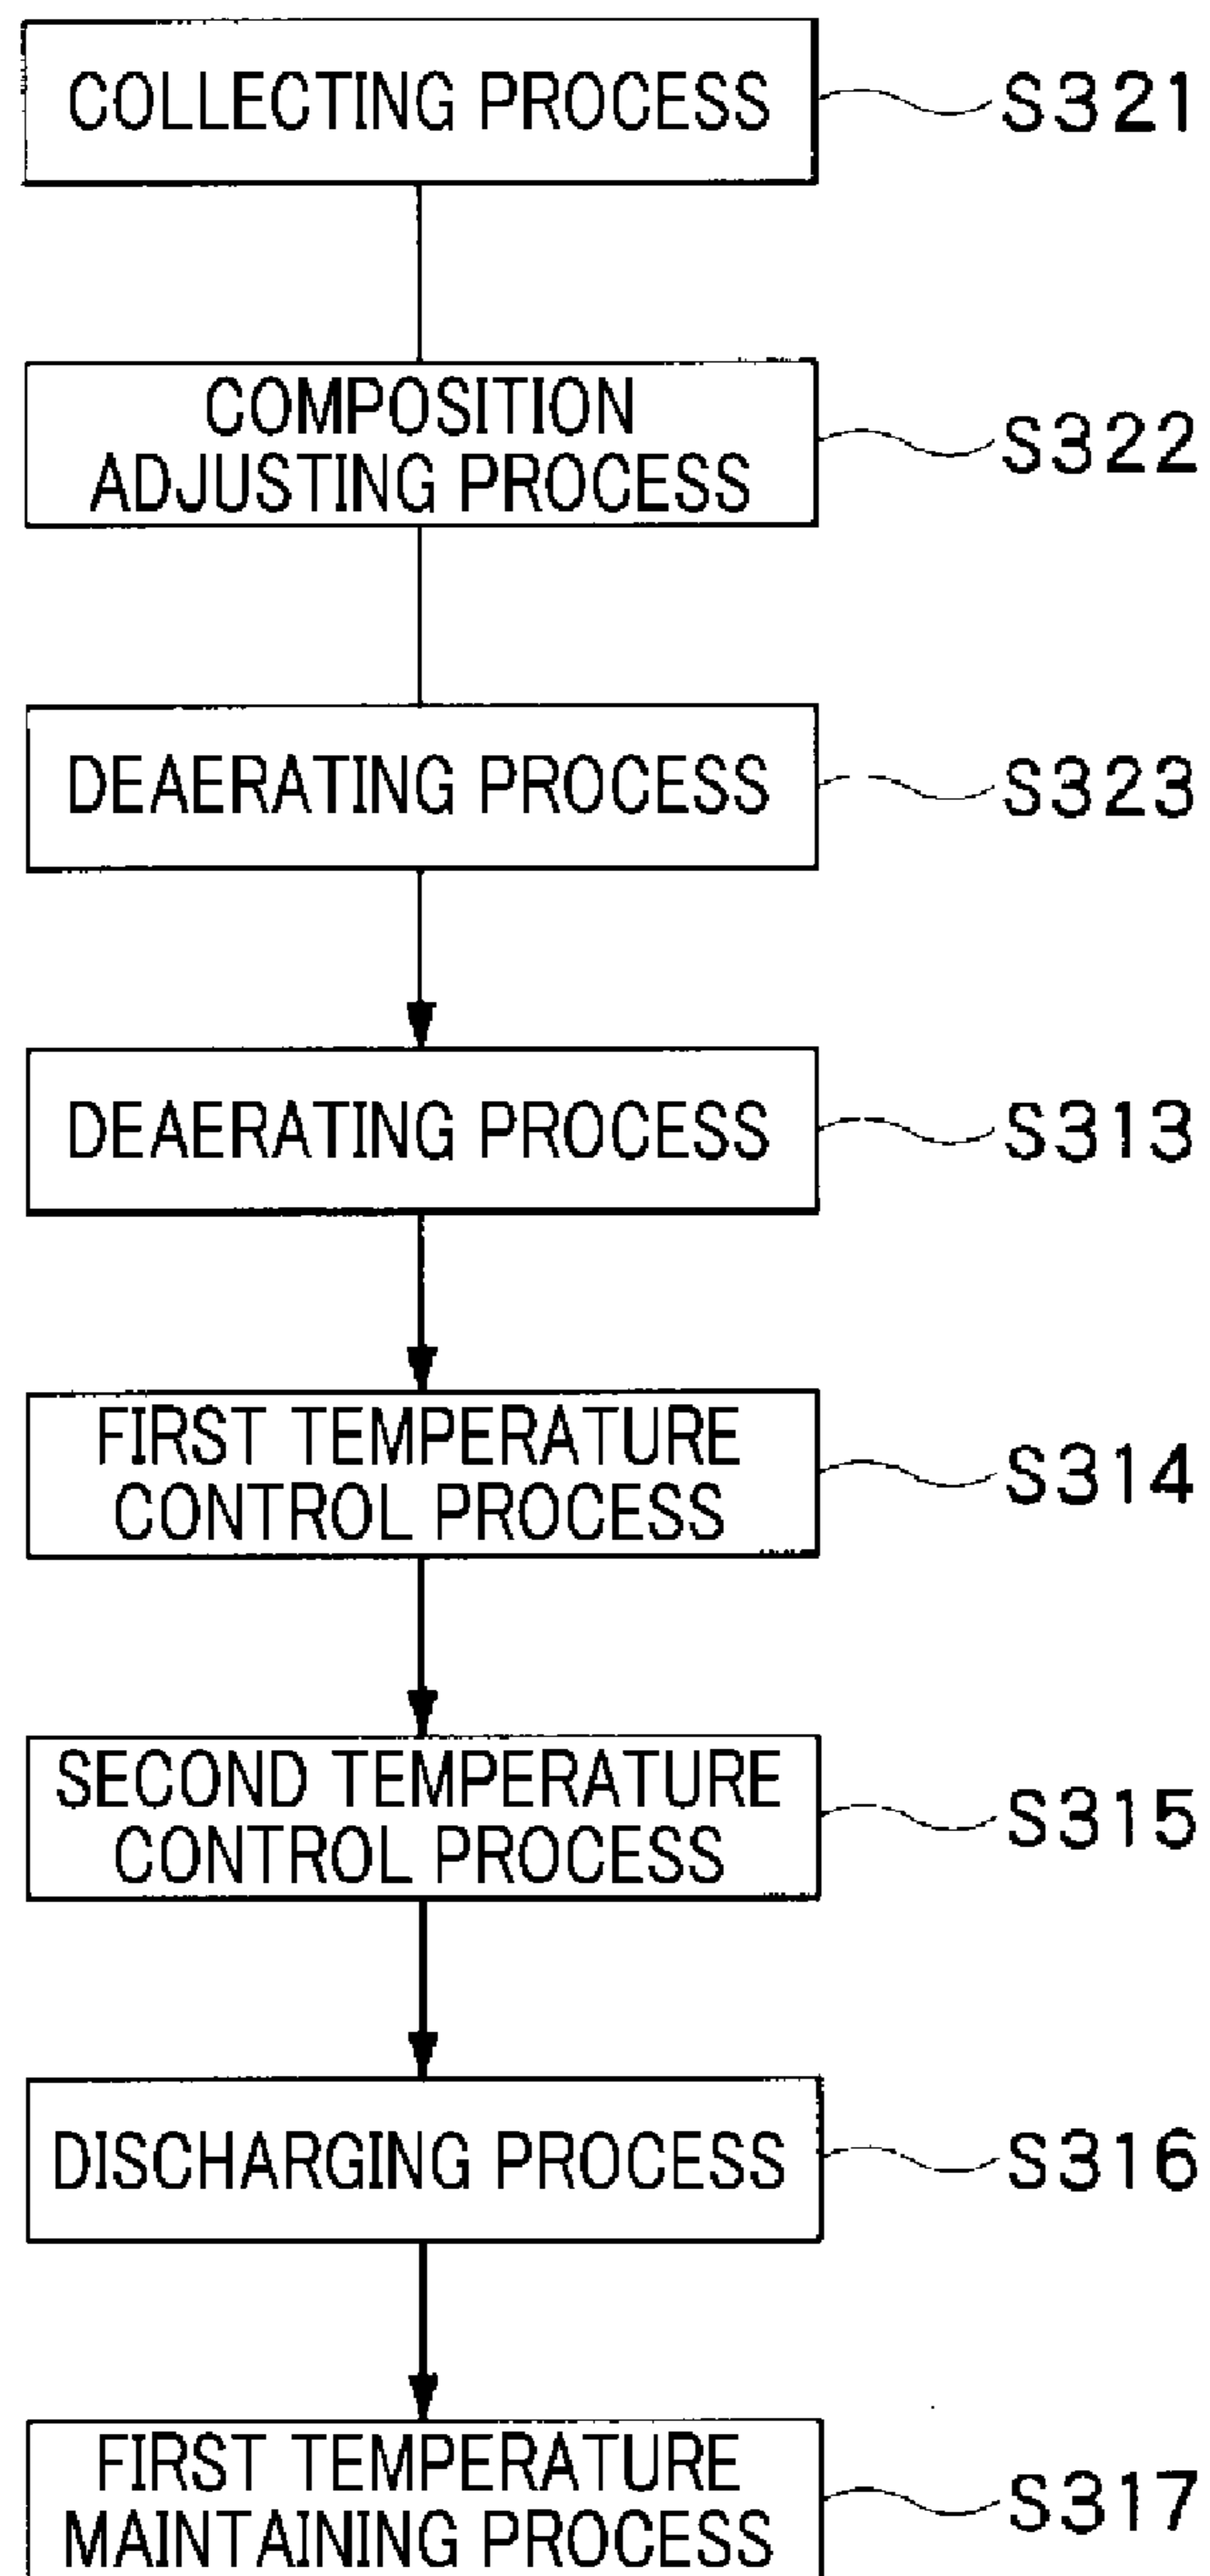 COLLECTING PROCESS
S321
COMPOSITION
ADJUSTING PROCESS
S322
DEAERATING PROCESS
S323
DEAERATING PROCESS
S313
FIRST TEMPERATURE
CONTROL PROCESS
S314
SECOND TEMPERATURE
CONTROL PROCESS
S315
DISCHARGING PROCESS
S316
FIRST TEMPERATURE
MAINTAINING PROCESS
S317